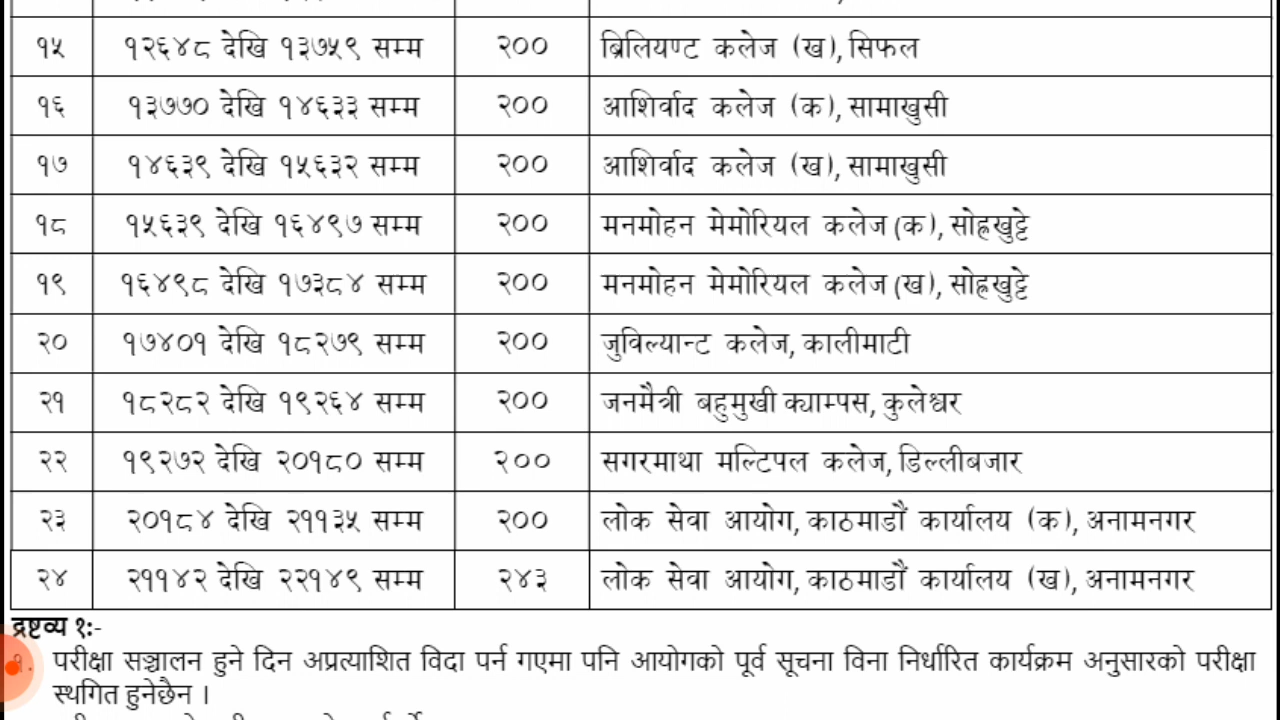 १५ १२६४८ देखि १३७५९ सम्म २०० ब्रिलियण्ट कलेज (ख), सिफल
१६ १३७७० देखि १४६३३ सम्म २०० आशिर्वाद कलेज (क), सामाखुसी
१७ १४६३९ देखि १५६३२ सम्म २०० आशिर्वाद कलेज (ख), सामाखुसी
१८ १५६३९ देखि १६४९७ सम्म २०० मनमोहन मेमोरियल कलेज (क), सोह्रखुट्टे
१९ १६४९८ देखि १७३८४ सम्म २०० मनमोहन मेमोरियल कलेज (ख), सोह्रखुट्टे
२० १७४०१ देखि १८२७९ सम्म २०० जुविल्यान्ट कलेज, कालीमाटी
२१ १८२८२ देखि १९२६४ सम्म २०० जनमैत्री बहुमुखी क्याम्पस, कुलेश्वर
२२ १९२७२ देखि २०१८० सम्म २०० सगरमाथा मल्टिपल कलेज, डिल्लीबजार
२३ २०१८४ देखि २११३५ सम्म २०० लोक सेवा आयोग, काठमाडौं कार्यालय (क), अनामनगर
२४ २११४२ देखि २२१४९ सम्म २४३ लोक सेवा आयोग, काठमाडौं कार्यालय (ख), अनामनगर
द्रष्टव्य १:-
१. परीक्षा सञ्चालन हुने दिन अप्रत्याशित विदा पर्न गएमा पनि आयोगको पूर्व सूचना विना निर्धारित कार्यक्रम अनुसारको परीक्षा
स्थगित हुनेछैन ।